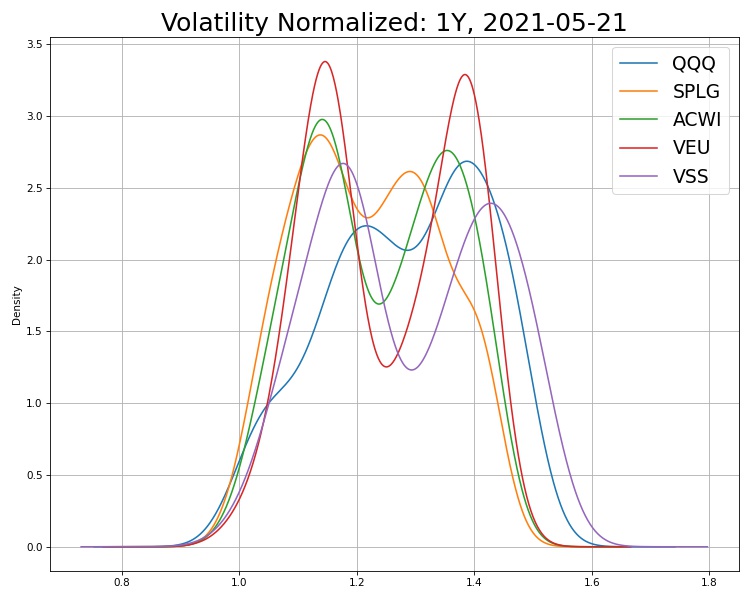 Volatility Normalized: 1Y, 2021-05-21
3.5
3.0
2.5
2.0
1.5
1.0
0.5
0.0
Density
QQQ
SPLG
ACWI
VEU
VSS
0.8 1.0 1.2 1.4 1.6 1.8